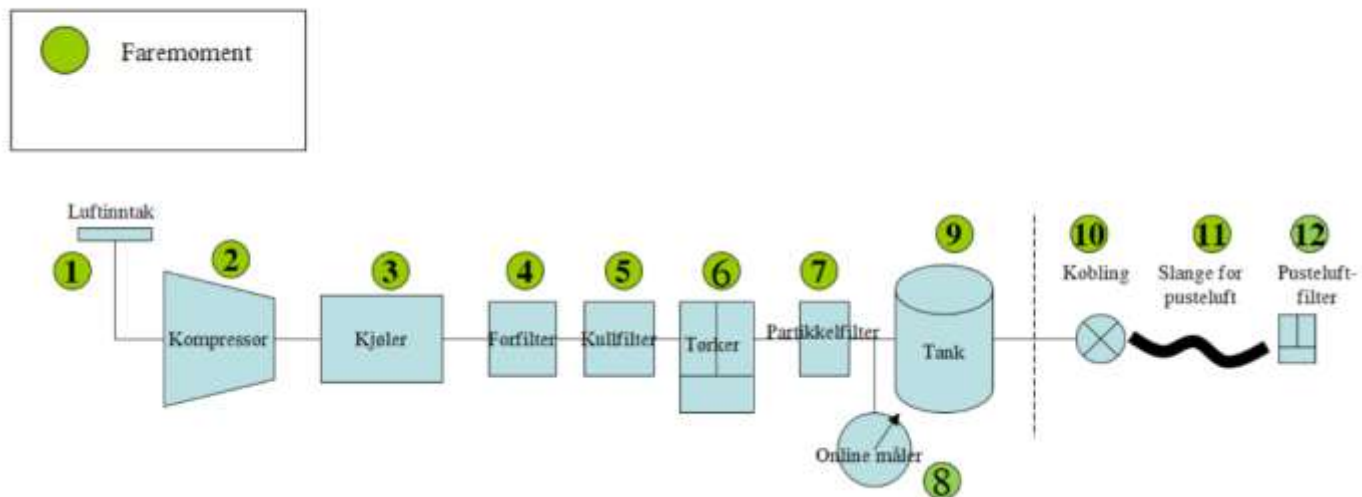 Faremoment
Luftinntak
1
2
3
4
5
6
7
8
9
10
11
12
Kompressor
Kjøler
Forfilter
Kullfilter
Tørker
Partikkelfilter
Online måler
Tank
Kobling
Slange for
pusteluft
Pusteluft-
filter